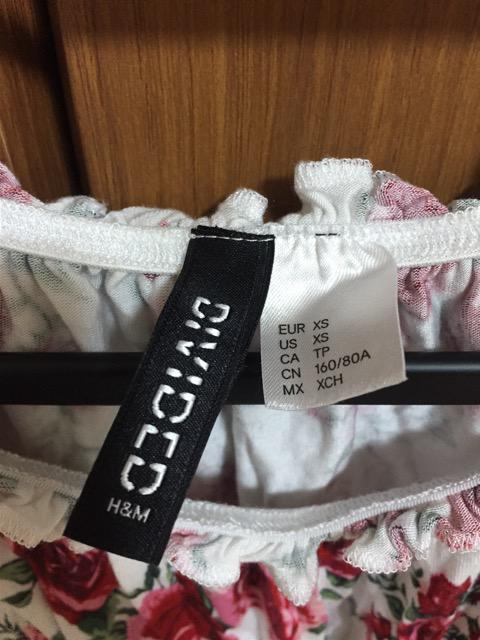 DIVIDED
H&M
EUR XS
US XS
CA TP
CN 160/80A
MX XCH